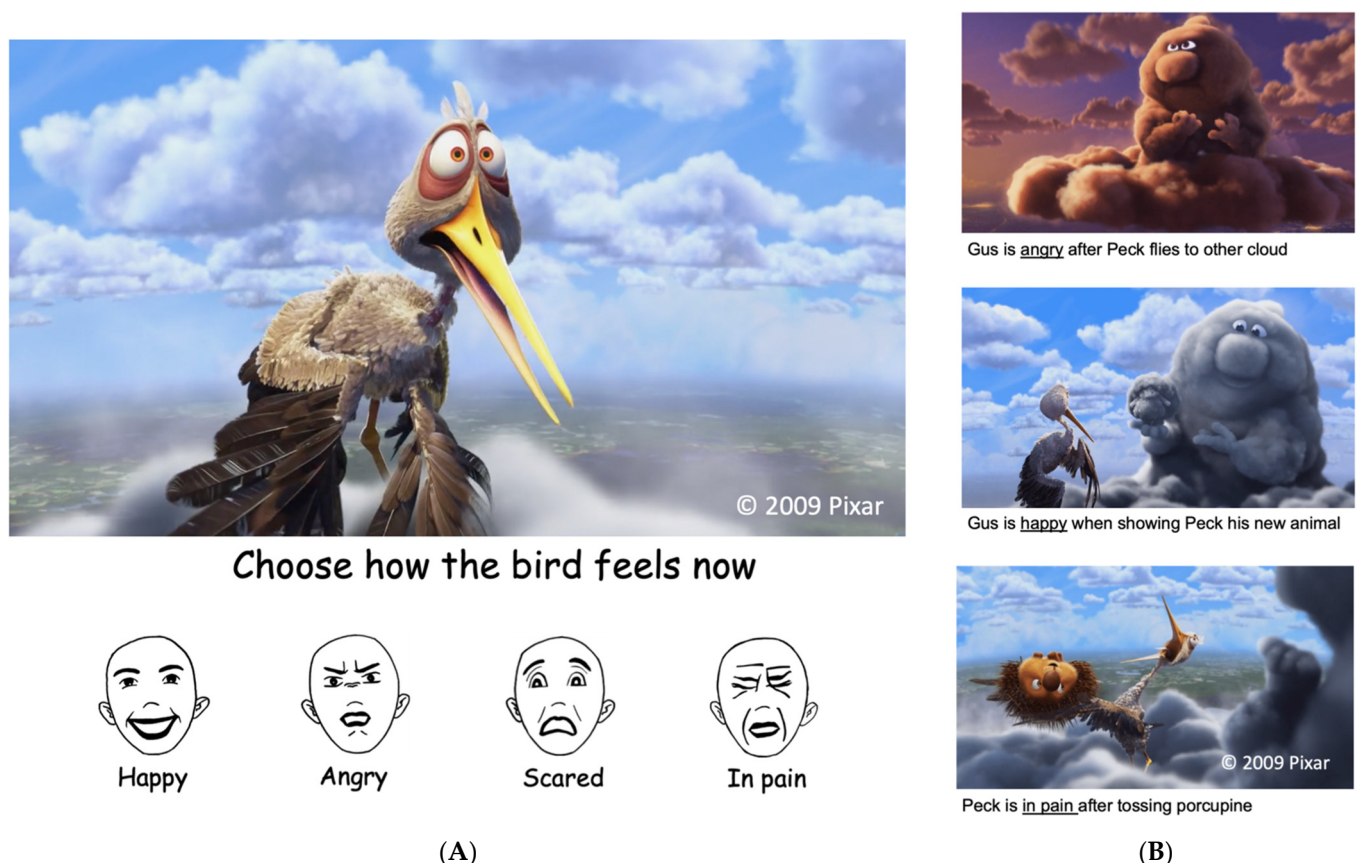 © 2009 Pixar
Choose how the bird feels now
Happy
Angry
Scared
In pain
(A)
Gus is angry after Peck flies to other cloud
Gus is happy when showing Peck his new animal
© 2009 Pixar
Peck is in pain after tossing porcupine
(B)